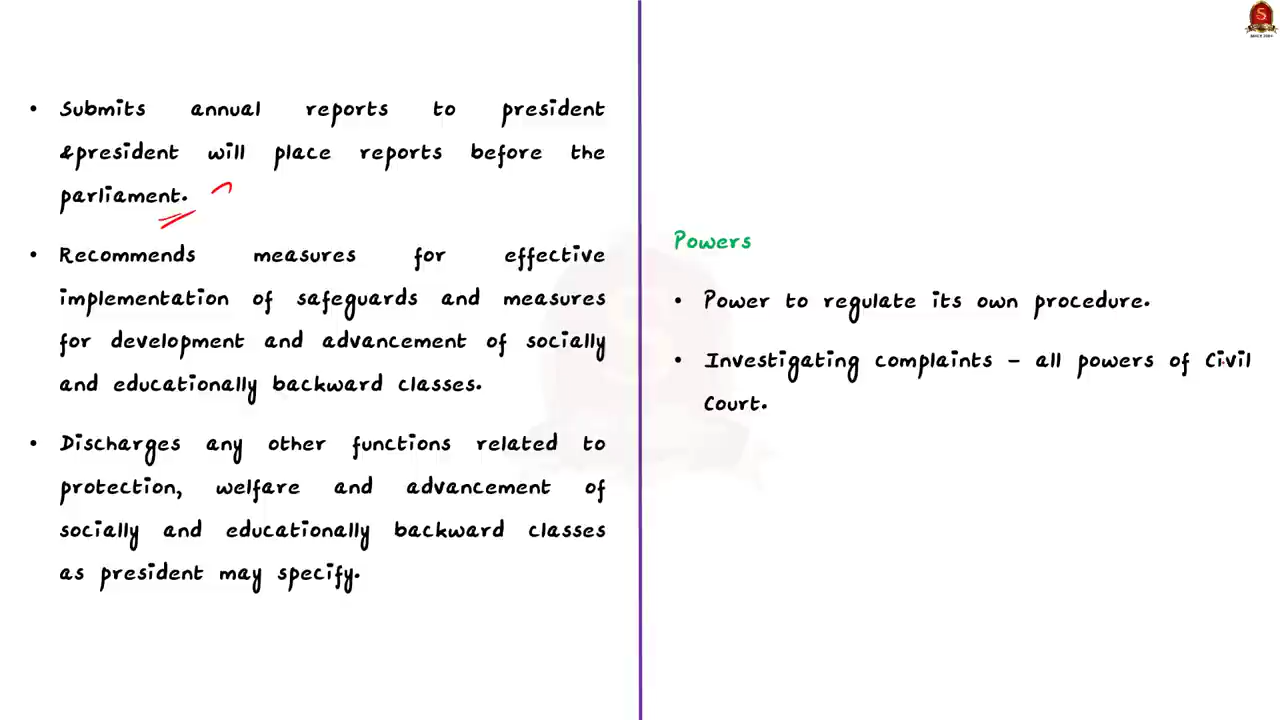 • Submits annual reports to president
&president will place reports before the
parliament.
• Recommends measures for effective
implementation of safeguards and measures
for development and advancement of socially
and educationally backward classes.
• Discharges any other functions related to
protection, welfare and advancement of
socially and educationally backward classes
as president may specify.
Powers
• Power to regulate its own procedure.
• Investigating complaints – all powers of Civil
Court.